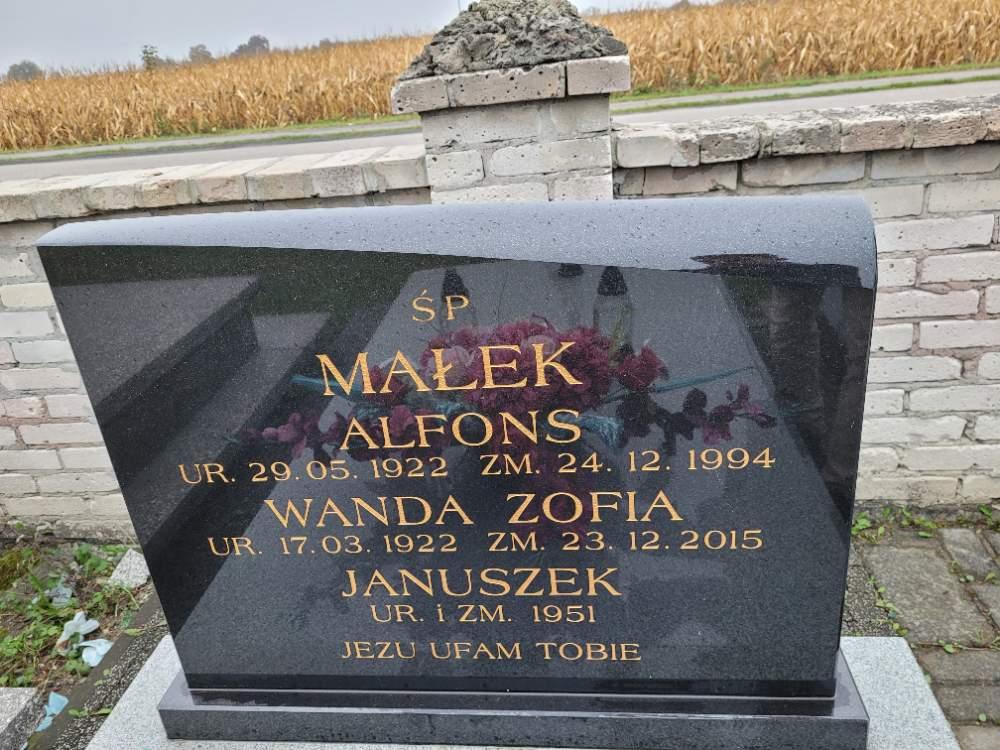 ŚP
MAŁEK
ALFONS
UR. 29.05.1922 ZM. 24.12.1994
WANDA ZOFIA
UR. 17.03.1922 ZM. 23.12.2015
JANUSZEK
UR. i ZM. 1951
JEZU UFAM TOBIE